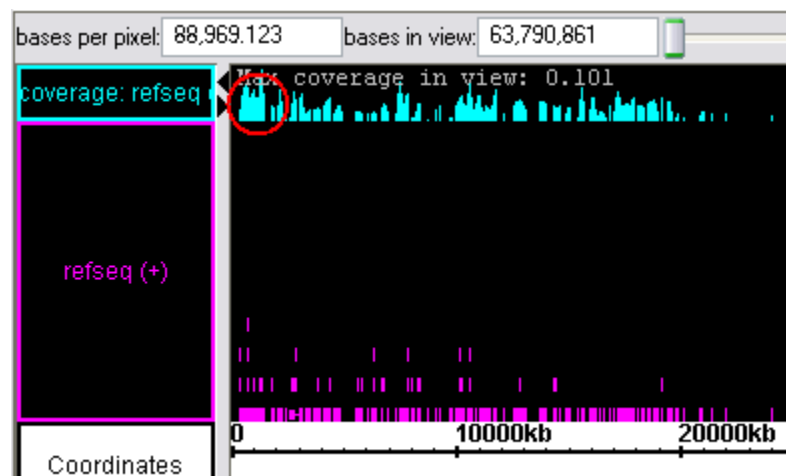 bases per pixel: 88,969.123 bases in view: 63,790,861
coverage: refseq (
Max coverage in view: 0.101
refseq (+)
0 10000kb 20000kb
Coordinates